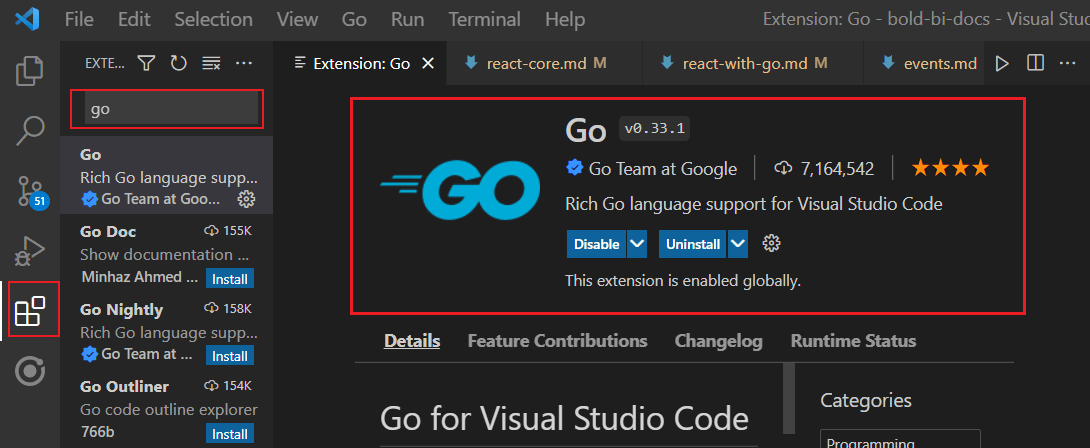 File Edit Selection View Go Run Terminal Help Extension: Go - bold-bi-docs - Visual Stud
EXTE... Extension: Go react-core.md M react-with-go.md M events.md
go
Go
Rich Go language supp...
Go Team at Goo...
51
Go Doc 155K
Show documentation ...
Minhaz Ahmed ... Install
Go Nightly 158K
Rich Go language supp...
Go Team at ... Install
Go Outliner 154K
Go code outline explorer
766b Install
GO
Go v0.33.1
Go Team at Google 7,164,542
Rich Go language support for Visual Studio Code
Disable Uninstall
This extension is enabled globally.
Details Feature Contributions Changelog Runtime Status
Go for Visual Studio Code
Categories
Programming